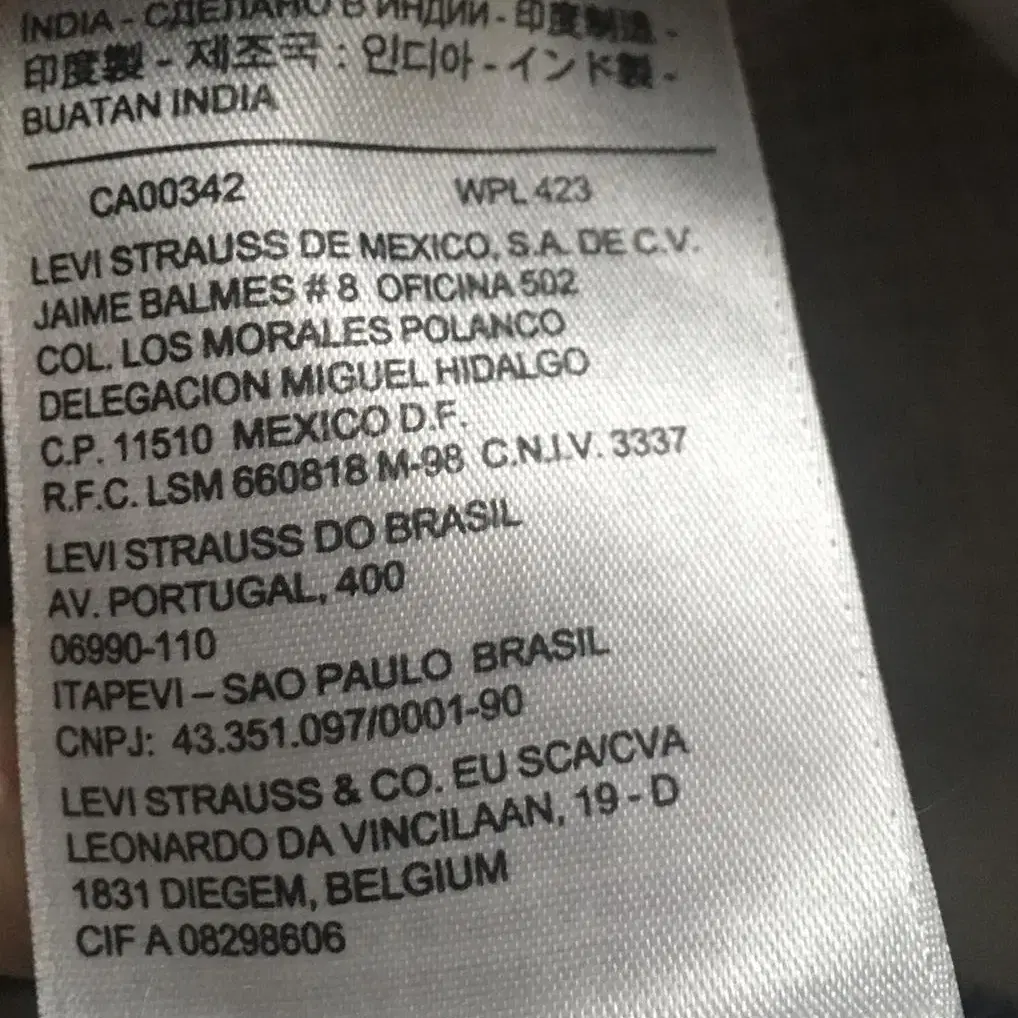 INDIA - СДЕЛАНО В ИНДИИ - 印度制造 -
印度製 - 제조국 : 인디아 - インド製 -
BUATAN INDIA
CA00342 WPL 423
LEVI STRAUSS DE MEXICO, S.A. DE C.V.
JAIME BALMES # 8 OFICINA 502
COL. LOS MORALES POLANCO
DELEGACION MIGUEL HIDALGO
C.P. 11510 MEXICO D.F.
R.F.C. LSM 660818 M-98 C.N.I.V. 3337
LEVI STRAUSS DO BRASIL
AV. PORTUGAL, 400
06990-110
ITAPEVI – SAO PAULO BRASIL
CNPJ: 43.351.097/0001-90
LEVI STRAUSS & CO. EU SCA/CVA
LEONARDO DA VINCILAAN, 19 - D
1831 DIEGEM, BELGIUM
CIF A 08298606